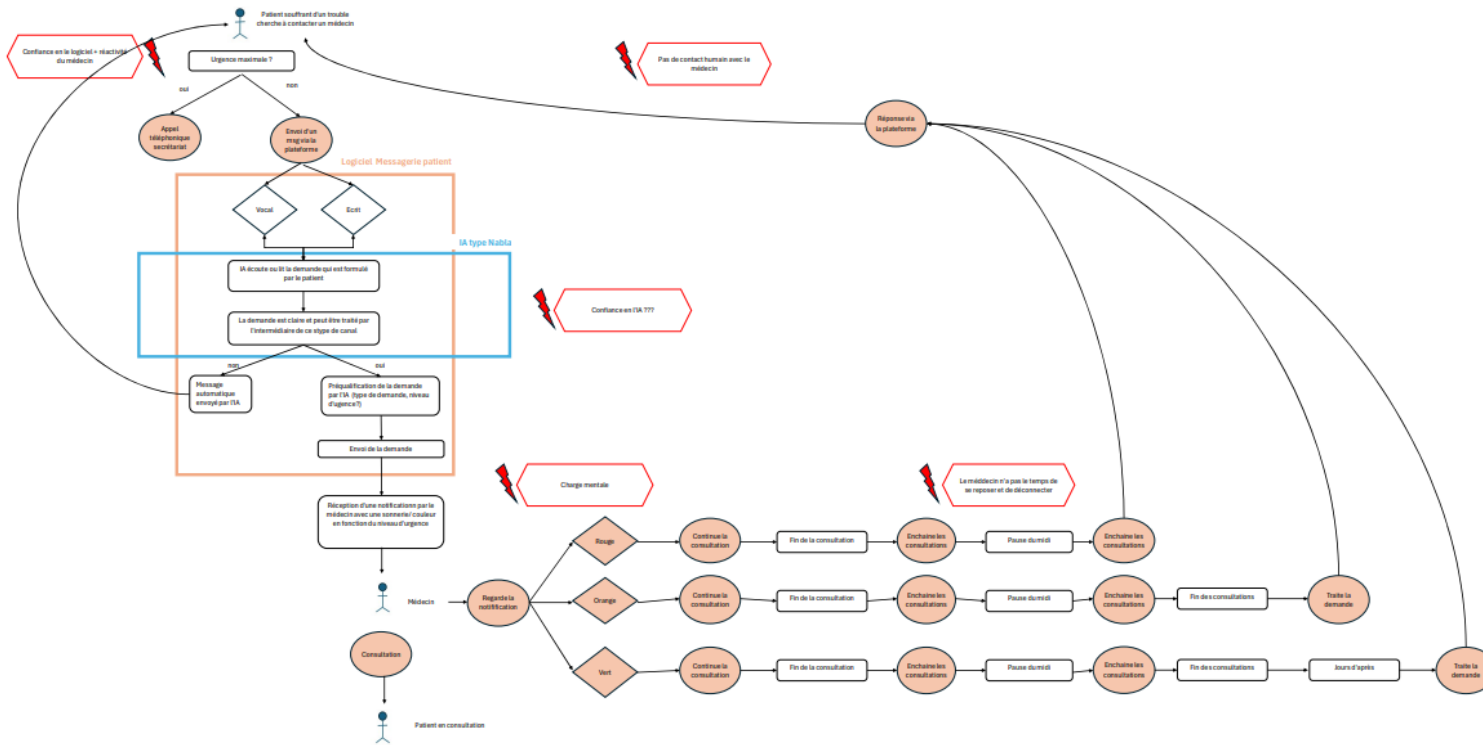 Patient souffrant d'un trouble
cherche à contacter un médecin
Confiance en le logiciel + réactivité
du médecin
Urgence maximale ?
Pas de contact humain avec le
médecin
oui
non
Appel
téléphonique
secrétariat
Envoi d'un
msg via la
plateforme
Réponse via
la plateforme
Logiciel Messagerie patient
Vocal
Ecrit
IA type Nabla
IA écoute ou lit la demande qui est formulé
par le patient
La demande est claire et peut être traité par
l'intermédiaire de ce stype de canal
Confiance en l'IA ???
non
oui
Message
automatique
envoyé par l'IA
Préqualification de la demande
par l'IA (type de demande, niveau
d'ugence?)
Envoi de la demande
Charge mentale
Le méddecin n'a pas le temps de
se reposer et de déconnecter
Réception d'une notificationn par le
médecin avec une sonnerie/ couleur
en fonction du niveau d'urgence
Rouge
Continue la
consultation
Fin de la consultation
Enchaine les
consultations
Pause du midi
Enchaine les
consultations
Médecin
Regarde la
notitification
Orange
Continue la
consultation
Fin de la consultation
Enchaine les
consultations
Pause du midi
Enchaine les
consultations
Fin des consultations
Traite la
demande
Consultation
Vert
Continue la
consultation
Fin de la consultation
Enchaine les
consultations
Pause du midi
Enchaine les
consultations
Fin des consultations
Jours d'après
Traite la
demande
Patient en consultation